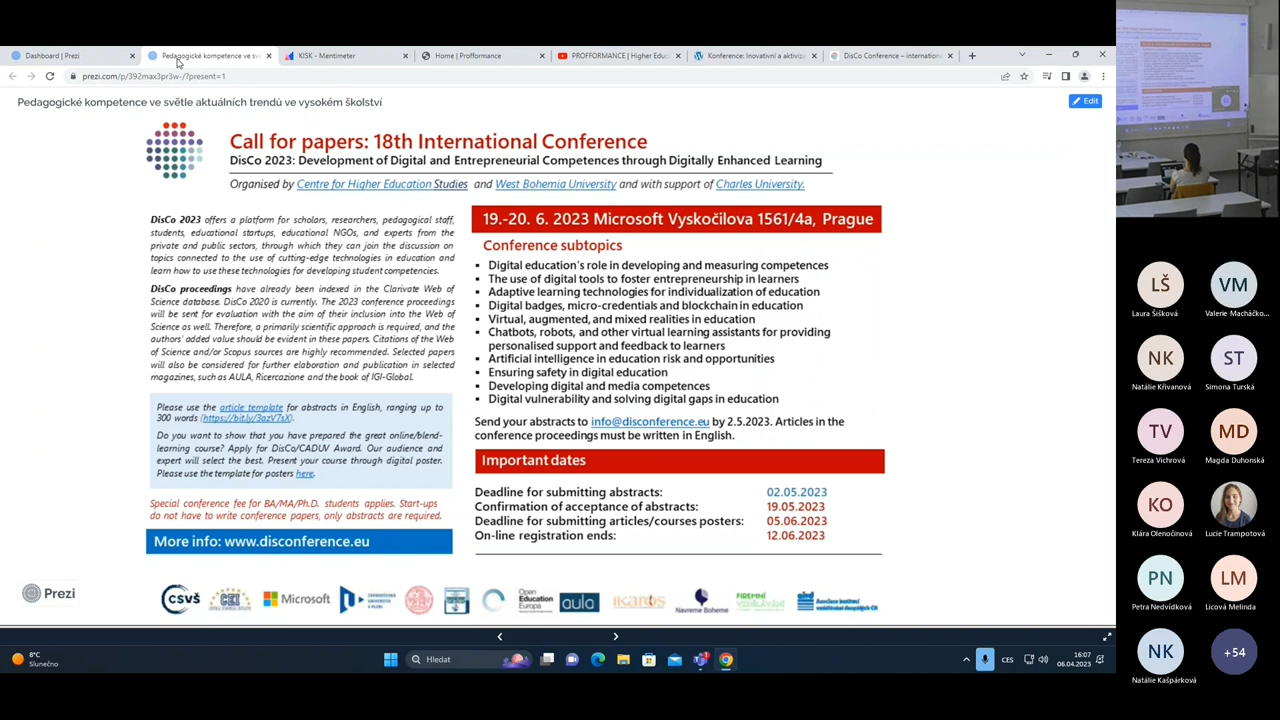 Dashboard | Prezi
Pedagogické kompetence ve sv
KISK - Mentimeter
Home | Profformance
PROFFORMANCE | Higher Edu
Konference: Inovativní a aktiviz
DisCo Conference – internation
prezi.com/p/392max3pr3w-/?present=1
Pedagogické kompetence ve světle aktuálních trendů ve vysokém školství
Edit
Call for papers: 18th International Conference
DisCo 2023: Development of Digital and Entrepreneurial Competences through Digitally Enhanced Learning
Organised by Centre for Higher Education Studies and West Bohemia University and with support of Charles University.
DisCo 2023 offers a platform for scholars, researchers, pedagogical staff,
students, educational startups, educational NGOs, and experts from the
private and public sectors, through which they can join the discussion on
topics connected to the use of cutting-edge technologies in education and
learn how to use these technologies for developing student competencies.
DisCo proceedings have already been indexed in the Clarivate Web of
Science database. DisCo 2020 is currently. The 2023 conference proceedings
will be sent for evaluation with the aim of their inclusion into the Web of
Science as well. Therefore, a primarily scientific approach is required, and the
authors' added value should be evident in these papers. Citations of the Web
of Science and/or Scopus sources are highly recommended. Selected papers
will also be considered for further elaboration and publication in selected
magazines, such as AULA, Ricercazione and the book of IGI-Global.
Please use the article template for abstracts in English, ranging up to
300 words (https://bit.ly/3azV7sX).
Do you want to show that you have prepared the great online/blend-
learning course? Apply for DisCo/CADUV Award. Our audience and
expert will select the best. Present your course through digital poster.
Please use the template for posters here.
Special conference fee for BA/MA/Ph.D. students applies. Start-ups
do not have to write conference papers, only abstracts are required.
More info: www.disconference.eu
19.-20. 6. 2023 Microsoft Vyskočilova 1561/4a, Prague
Conference subtopics
▪ Digital education's role in developing and measuring competences
▪ The use of digital tools to foster entrepreneurship in learners
▪ Adaptive learning technologies for individualization of education
▪ Digital badges, micro-credentials and blockchain in education
▪ Virtual, augmented, and mixed realities in education
▪ Chatbots, robots, and other virtual learning assistants for providing
personalised support and feedback to learners
▪ Artificial intelligence in education risk and opportunities
▪ Ensuring safety in digital education
▪ Developing digital and media competences
▪ Digital vulnerability and solving digital gaps in education
Send your abstracts to info@disconference.eu by 2.5.2023. Articles in the
conference proceedings must be written in English.
Important dates
Deadline for submitting abstracts: 02.05.2023
Confirmation of acceptance of abstracts: 19.05.2023
Deadline for submitting articles/courses posters: 05.06.2023
On-line registration ends: 12.06.2023
Prezi
CSVŠ
Microsoft
Open
Education
Europa
aula
ikaros
Navreme Boheme
FIREMNÍ
VZDĚLÁVÁNÍ
8°C
Slunečno
Hledat
CES
16:07
06.04.2023
LŠ
Laura Šišková
VM
Valerie Macháčko...
NK
Natálie Křivanová
ST
Simona Turská
TV
Tereza Vichrová
MD
Magda Duhonská
KO
Klára Olenočinová
Lucie Trampotová
PN
Petra Nedvídková
LM
Licová Melinda
NK
Natálie Kašpárková
+54